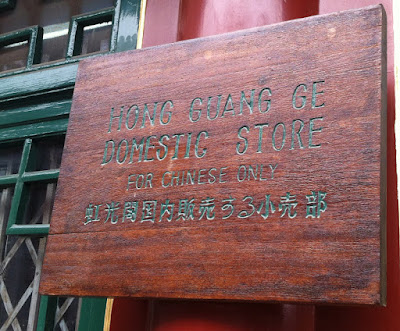 HONG GUANG GE
DOMESTIC STORE
FOR CHINESE ONLY
虹光閣国内販売する小売部